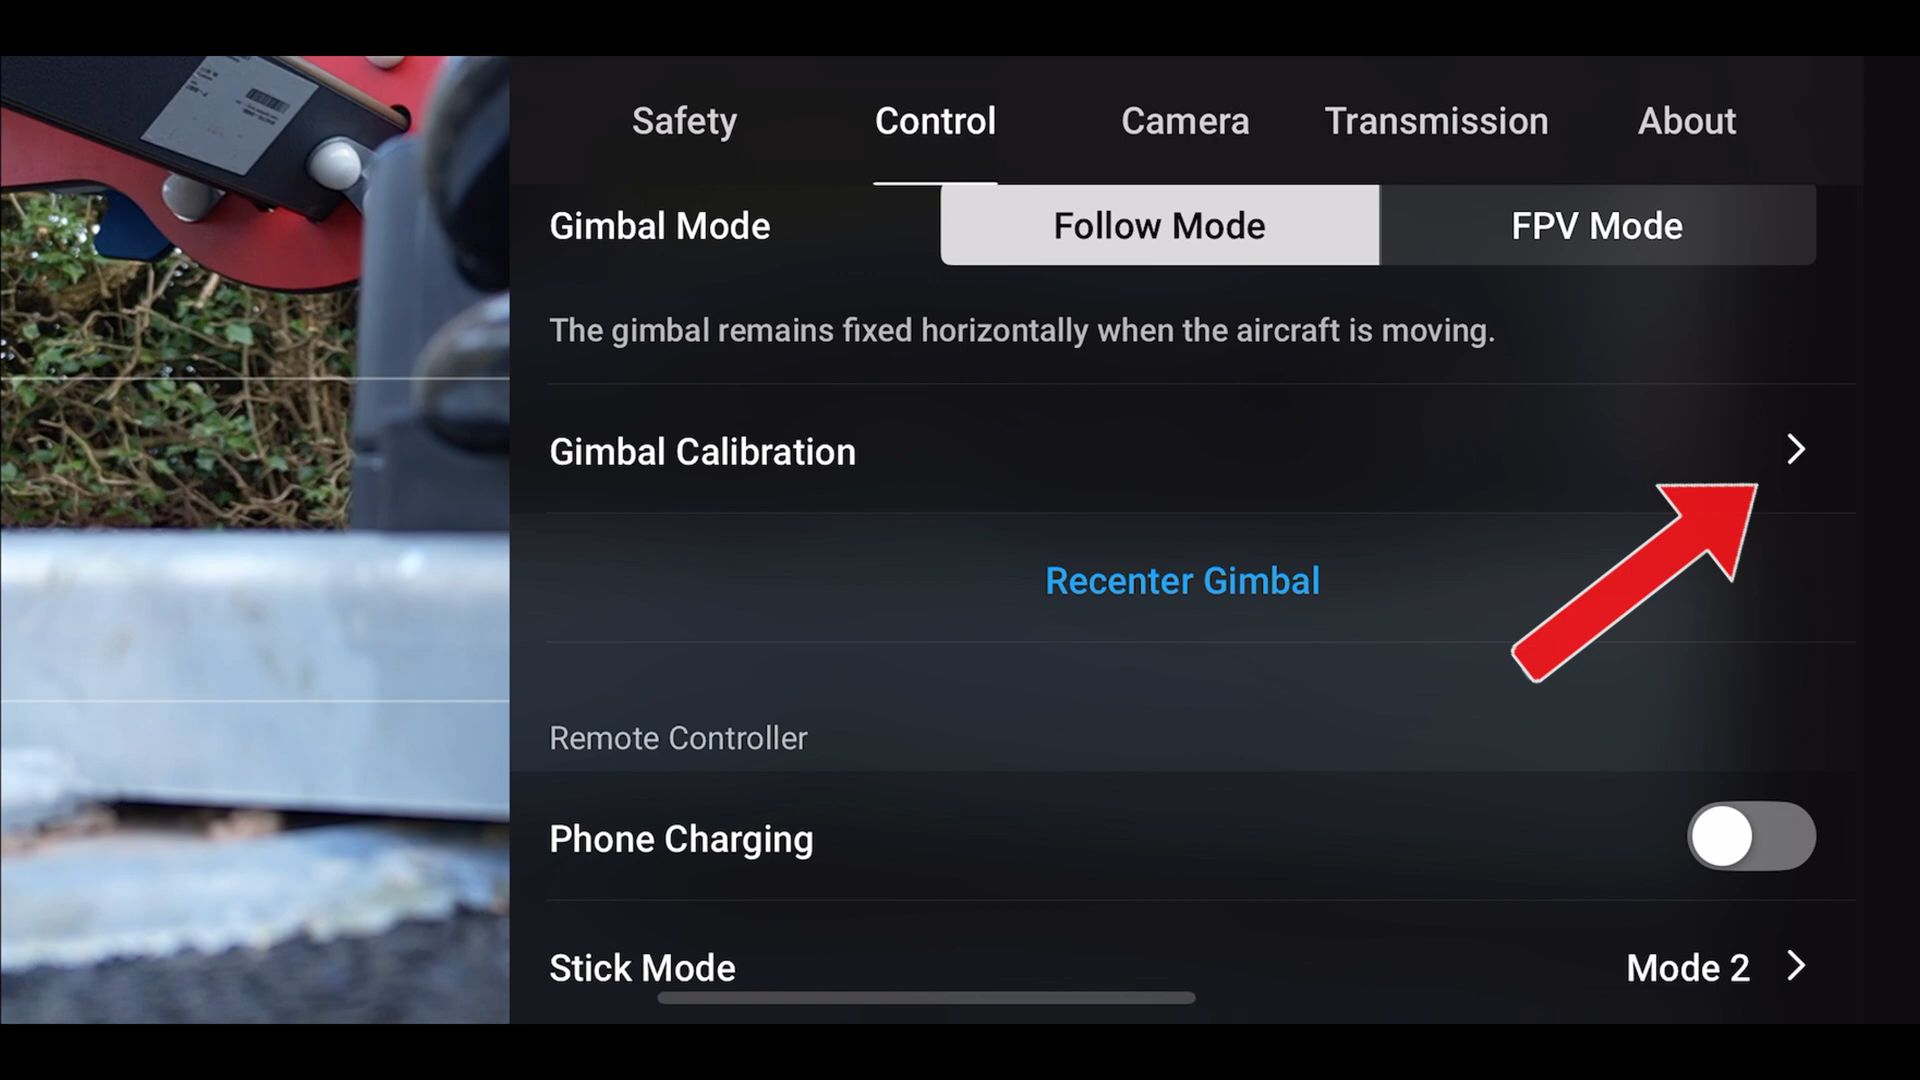 Safety Control Camera Transmission About
Gimbal Mode Follow Mode FPV Mode
The gimbal remains fixed horizontally when the aircraft is moving.
Gimbal Calibration
Recenter Gimbal
Remote Controller
Phone Charging
Stick Mode Mode 2